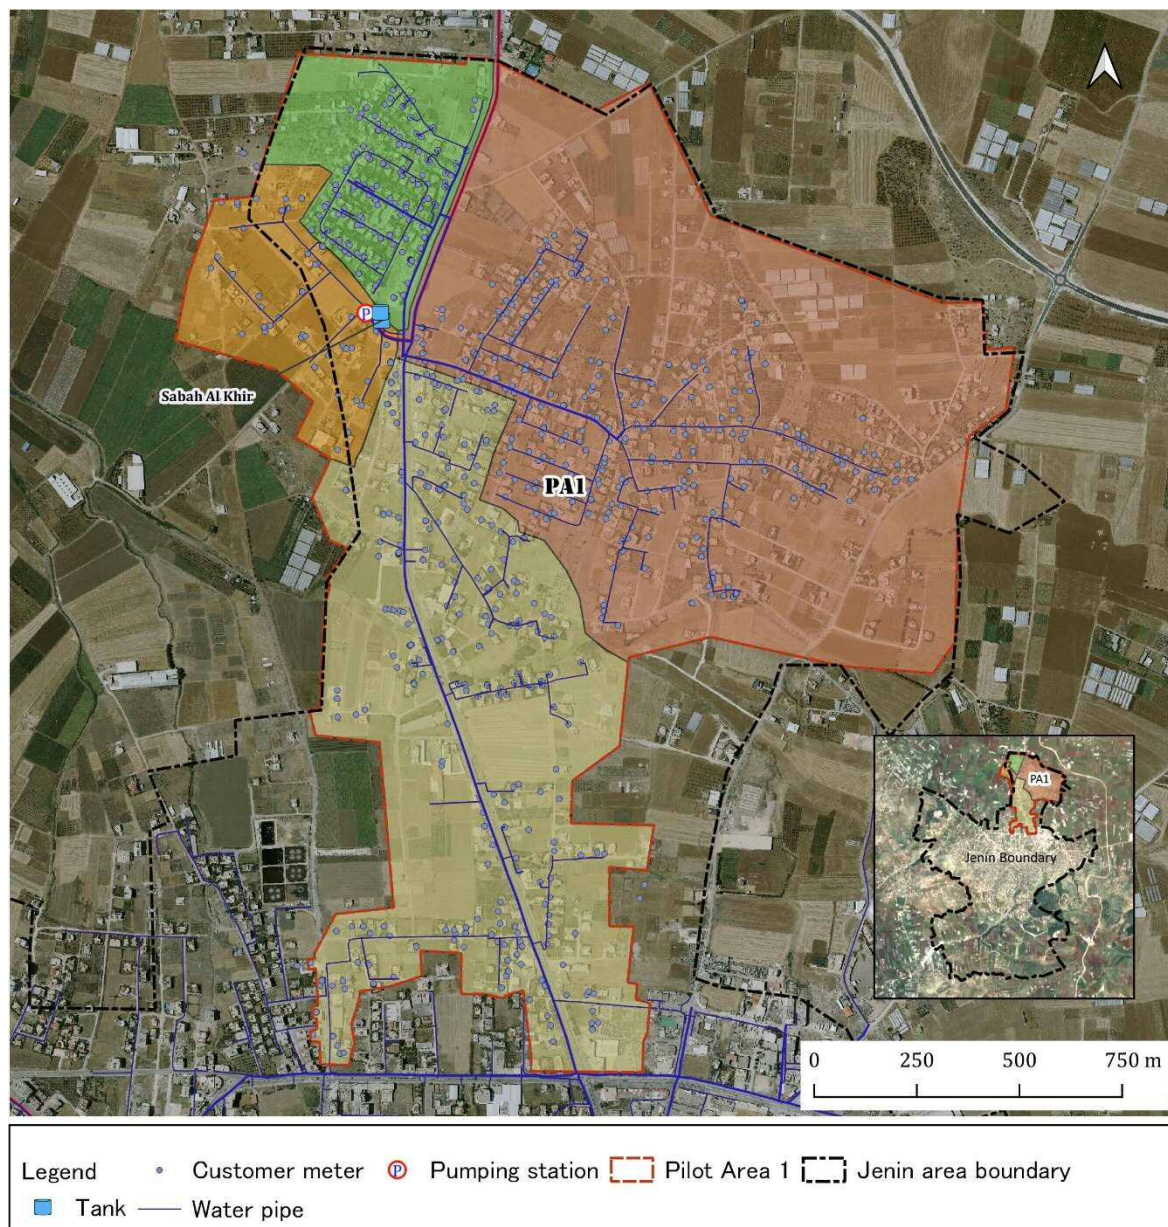 Sabah Al Khir
PA1
PA1
Jenin Boundary
0 250 500 750 m
Legend Customer meter P Pumping station Pilot Area 1 Jenin area boundary
Tank Water pipe
P